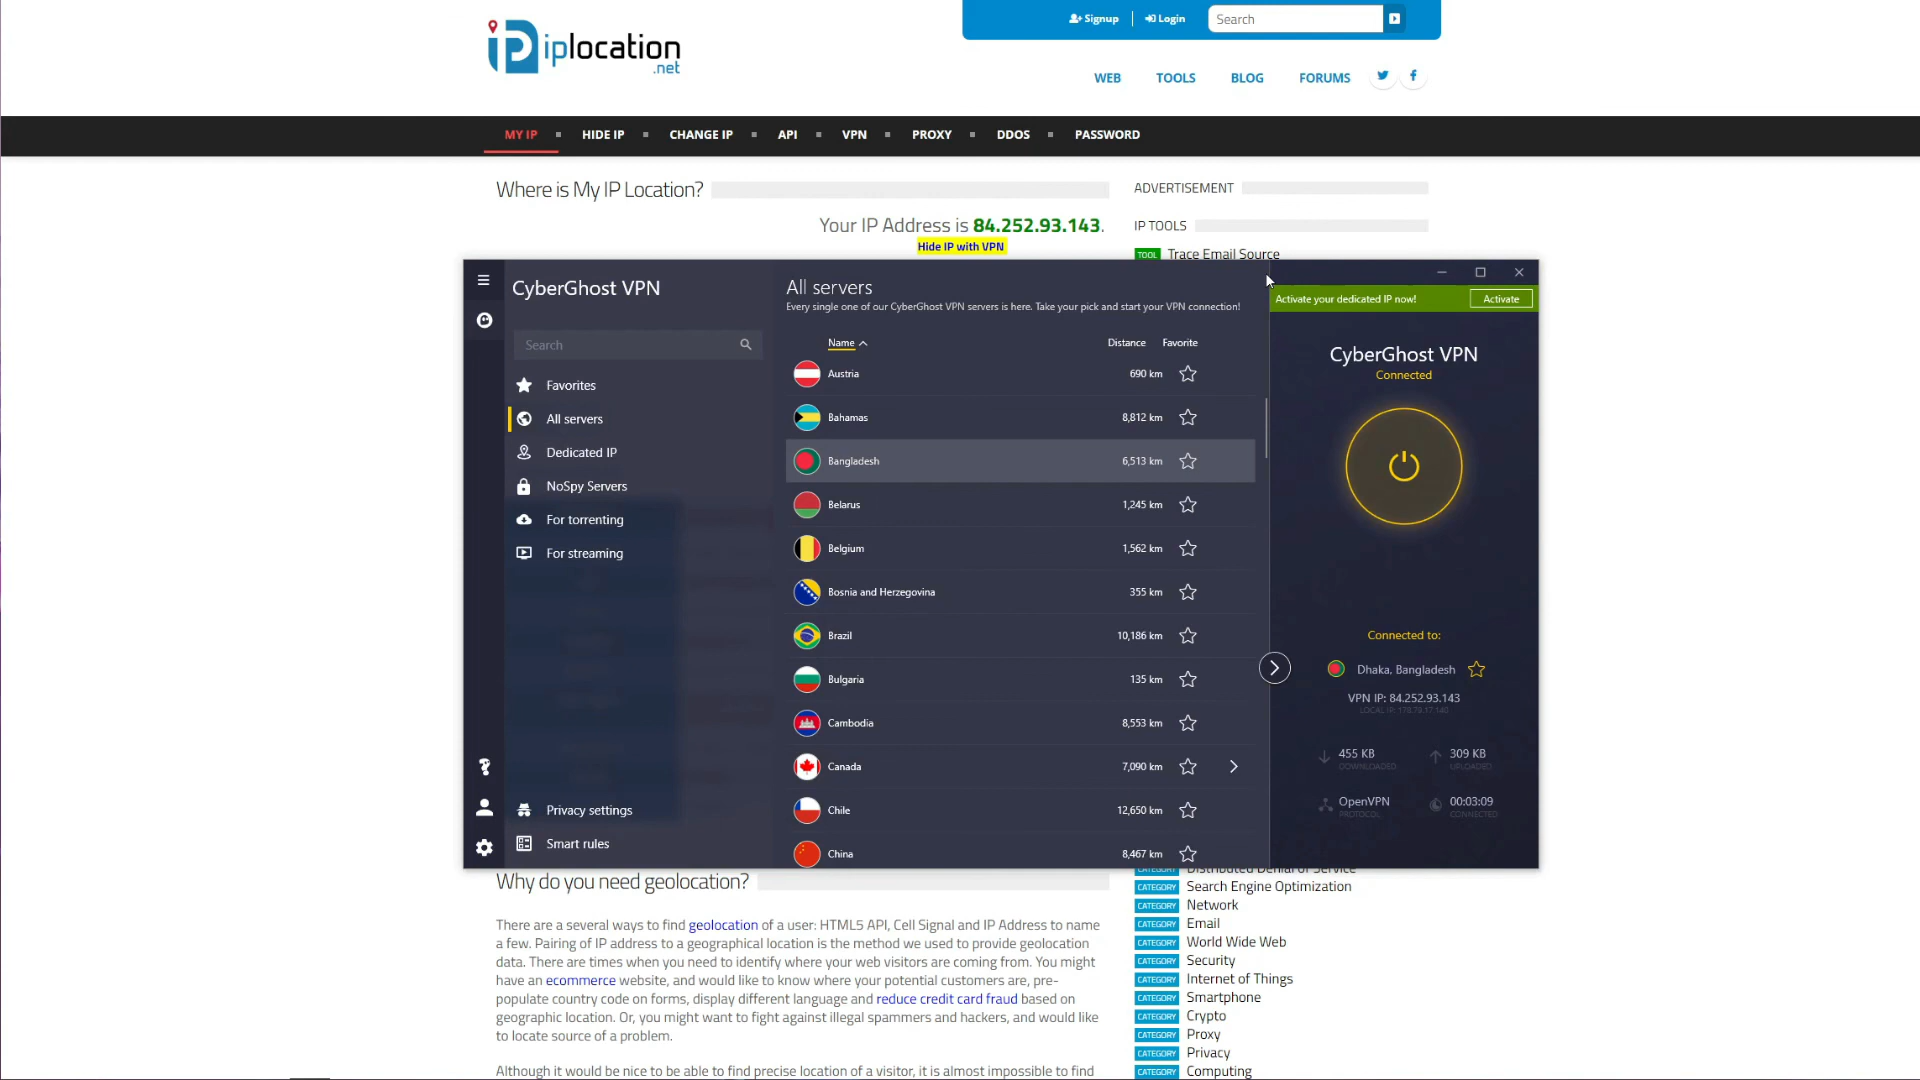 iplocation
.net
Signup
Login
Search
WEB
TOOLS
BLOG
FORUMS
MY IP
HIDE IP
CHANGE IP
API
VPN
PROXY
DDOS
PASSWORD
Where is My IP Location?
Your IP Address is 84.252.93.143.
Hide IP with VPN
ADVERTISEMENT
IP TOOLS
TOOL Trace Email Source
CyberGhost VPN
Search
Favorites
All servers
Dedicated IP
NoSpy Servers
For torrenting
For streaming
Privacy settings
Smart rules
All servers
Every single one of our CyberGhost VPN servers is here. Take your pick and start your VPN connection!
Name Distance Favorite
Austria 690 km
Bahamas 8,812 km
Bangladesh 6,513 km
Belarus 1,245 km
Belgium 1,562 km
Bosnia and Herzegovina 355 km
Brazil 10,186 km
Bulgaria 135 km
Cambodia 8,553 km
Canada 7,090 km
Chile 12,650 km
China 8,467 km
Activate your dedicated IP now! Activate
CyberGhost VPN
Connected
Connected to:
Dhaka, Bangladesh
VPN IP: 84.252.93.143
455 KB
DOWNLOADED
309 KB
UPLOADED
OpenVPN
PROTOCOL
00:03:09
CONNECTED
Why do you need geolocation?
There are a several ways to find geolocation of a user: HTML5 API, Cell Signal and IP Address to name
a few. Pairing of IP address to a geographical location is the method we used to provide geolocation
data. There are times when you need to identify where your web visitors are coming from. You might
have an ecommerce website, and would like to know where your potential customers are, pre-
populate country code on forms, display different language and reduce credit card fraud based on
geographic location. Or, you might want to fight against illegal spammers and hackers, and would like
to locate source of a problem.
Although it would be nice to be able to find precise location of a visitor, it is almost impossible to find
CATEGORY Distributed Denial of Service
CATEGORY Search Engine Optimization
CATEGORY Network
CATEGORY Email
CATEGORY World Wide Web
CATEGORY Security
CATEGORY Internet of Things
CATEGORY Smartphone
CATEGORY Crypto
CATEGORY Proxy
CATEGORY Privacy
CATEGORY Computing